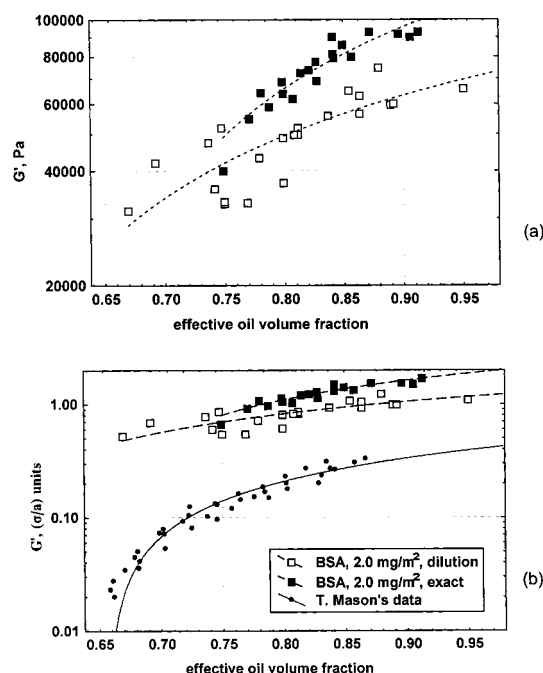 100000
80000
60000
40000
20000
G', Pa
0.65 0.70 0.75 0.80 0.85 0.90 0.95
effective oil volume fraction
(a)
1.00
0.10
0.01
G', (σ/a) units
BSA, 2.0 mg/m², dilution
BSA, 2.0 mg/m², exact
T. Mason's data
0.65 0.70 0.75 0.80 0.85 0.90 0.95
effective oil volume fraction
(b)